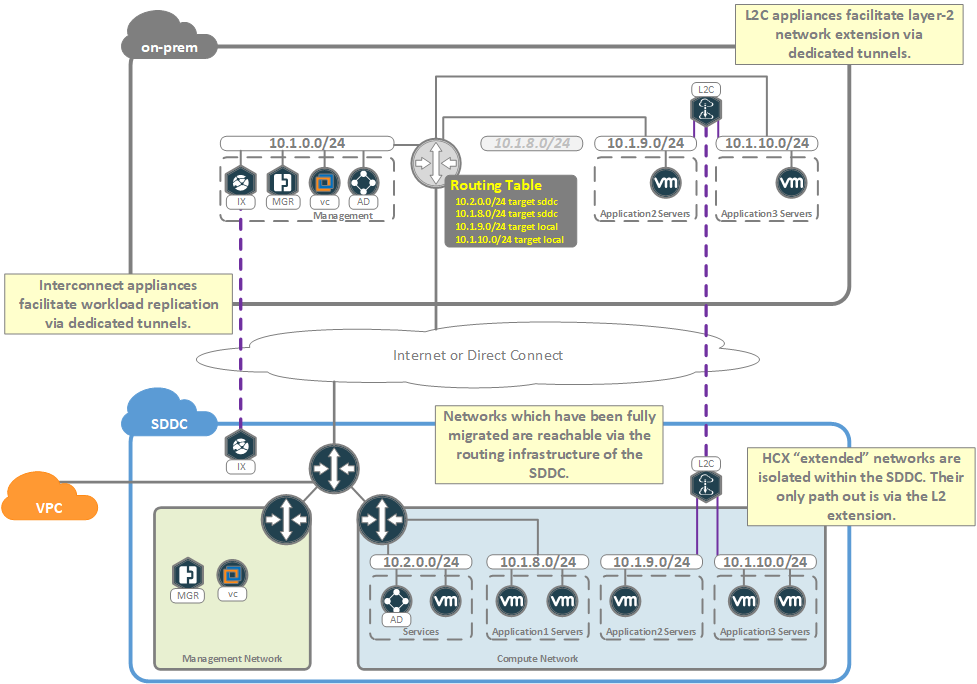 L2C appliances facilitate layer-2
network extension via
dedicated tunnels.
on-prem
L2C
10.1.0.0/24
10.1.8.0/24
10.1.9.0/24
10.1.10.0/24
IX
MGR
vc
AD
Management
Routing Table
10.2.0.0/24 target sddc
10.1.8.0/24 target sddc
10.1.9.0/24 target local
10.1.10.0/24 target local
Application2 Servers
Application3 Servers
Interconnect appliances
facilitate workload replication
via dedicated tunnels.
Internet or Direct Connect
SDDC
Networks which have been fully
migrated are reachable via the
routing infrastructure of the
SDDC.
IX
L2C
HCX “extended” networks are
isolated within the SDDC. Their
only path out is via the L2
extension.
VPC
MGR
vc
Management Network
10.2.0.0/24
10.1.8.0/24
10.1.9.0/24
10.1.10.0/24
vm
vm
vm
vm
vm
vm
vm
vm
AD
Services
Application1 Servers
Application2 Servers
Application3 Servers
Compute Network